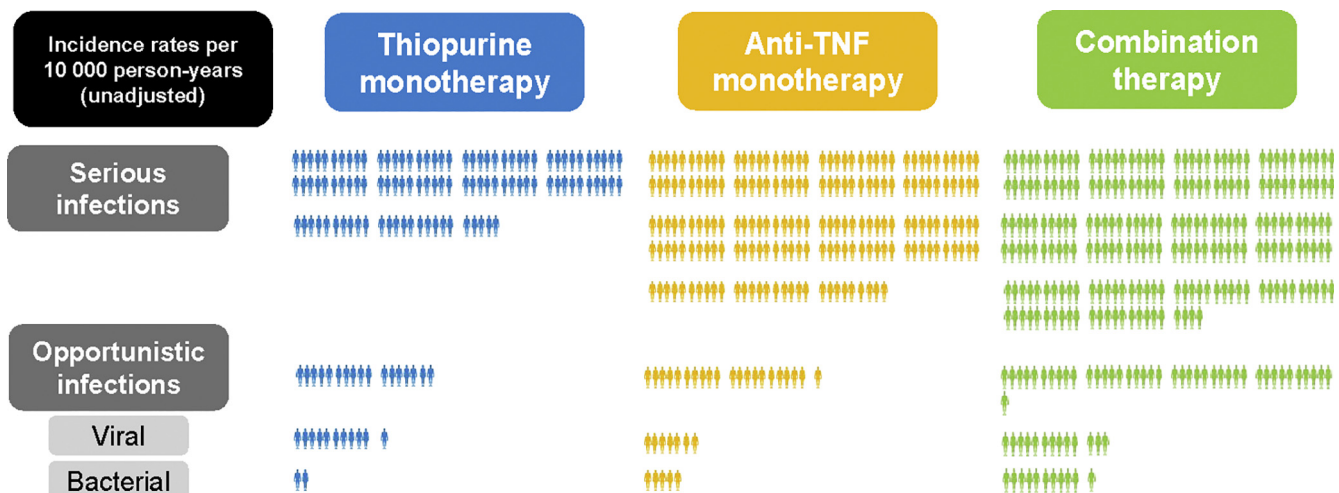 Incidence rates per
10 000 person-years
(unadjusted)
Thiopurine
monotherapy
Anti-TNF
monotherapy
Combination
therapy
Serious
infections
Opportunistic
infections
Viral
Bacterial